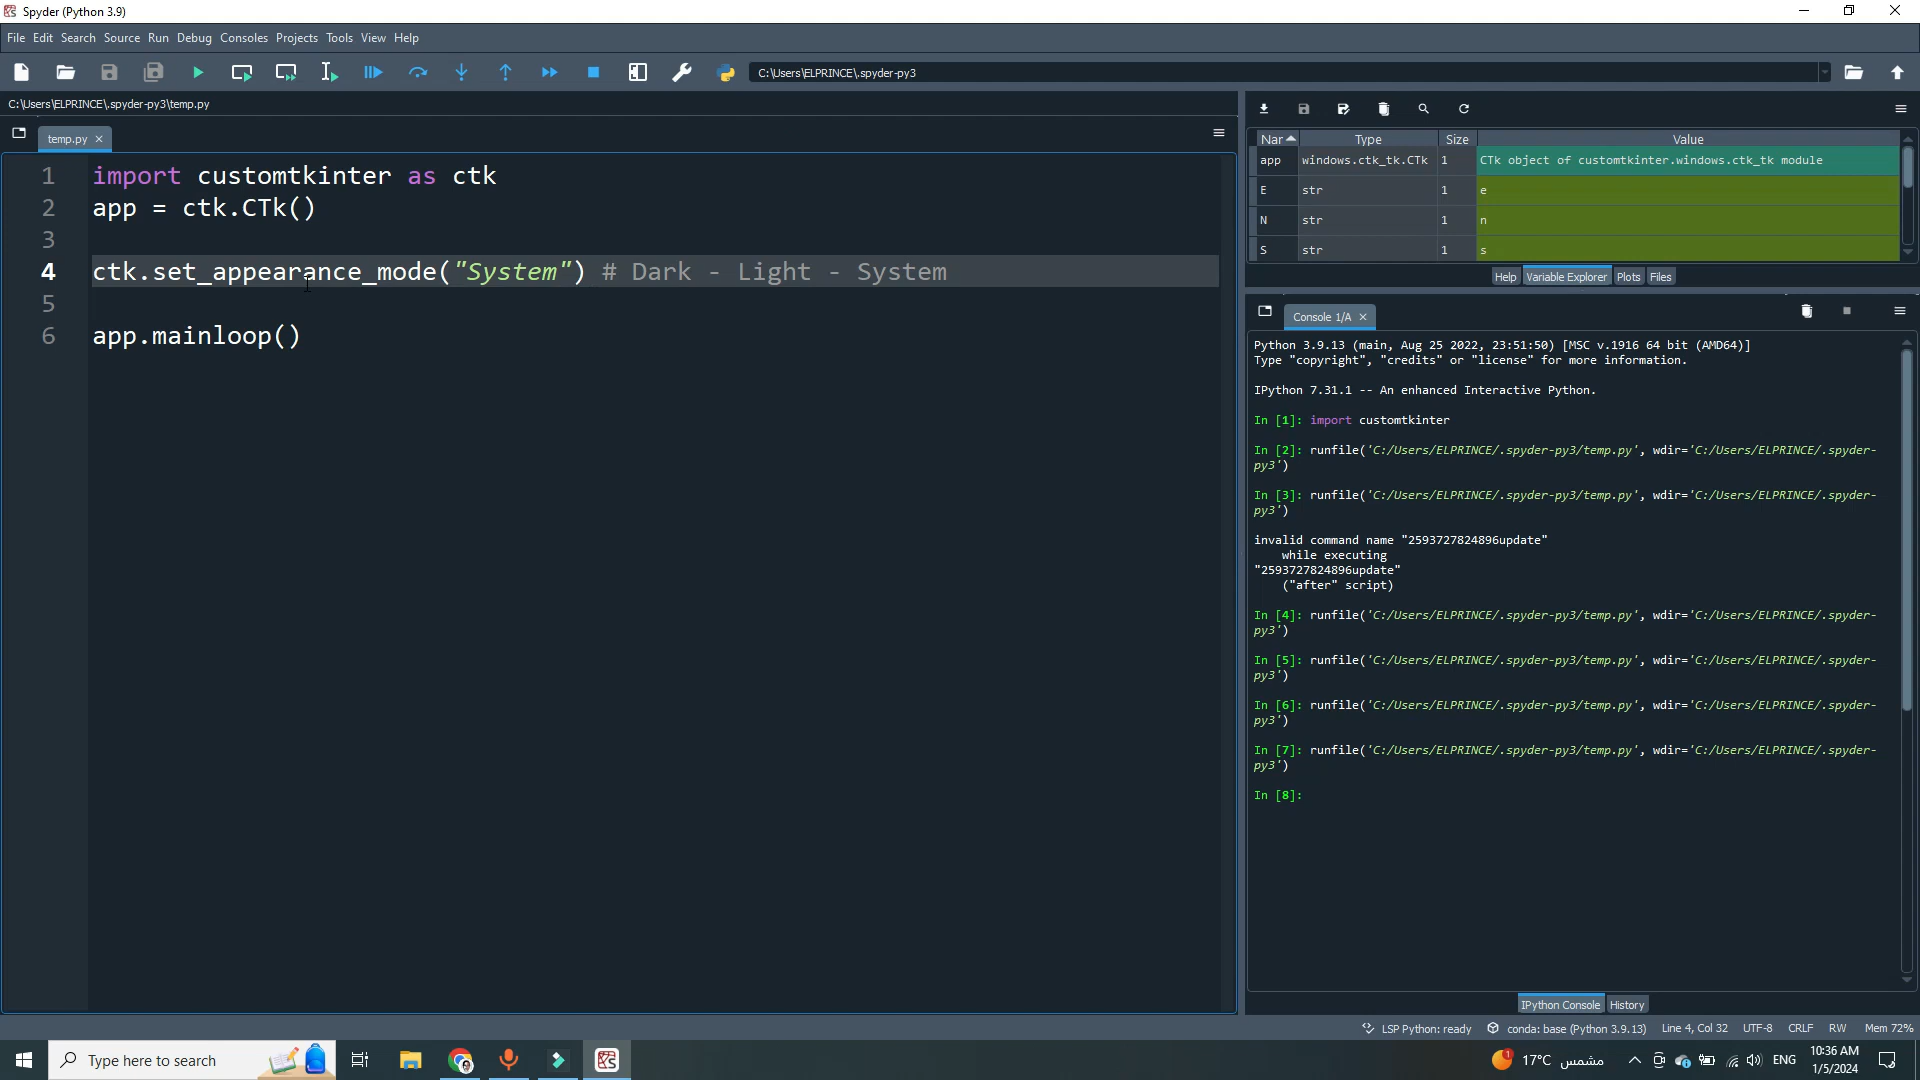 Spyder (Python 3.9)
File Edit Search Source Run Debug Consoles Projects Tools View Help
C:\Users\ELPRINCE\.spyder-py3
C:\Users\ELPRINCE\.spyder-py3\temp.py
temp.py
1 import customtkinter as ctk
2 app = ctk.CTk()
3
4 ctk.set_appearance_mode("System") # Dark - Light - System
5
6 app.mainloop()
Nar Type Size Value
app windows.ctk_tk.CTk 1 CTk object of customtkinter.windows.ctk_tk module
E str 1 e
N str 1 n
S str 1 s
Help Variable Explorer Plots Files
Console 1/A
Python 3.9.13 (main, Aug 25 2022, 23:51:50) [MSC v.1916 64 bit (AMD64)]
Type "copyright", "credits" or "license" for more information.
IPython 7.31.1 -- An enhanced Interactive Python.
In [1]: import customtkinter
In [2]: runfile('C:/Users/ELPRINCE/.spyder-py3/temp.py', wdir='C:/Users/ELPRINCE/.spyder-
py3')
In [3]: runfile('C:/Users/ELPRINCE/.spyder-py3/temp.py', wdir='C:/Users/ELPRINCE/.spyder-
py3')
invalid command name "2593727824896update"
while executing
"2593727824896update"
("after" script)
In [4]: runfile('C:/Users/ELPRINCE/.spyder-py3/temp.py', wdir='C:/Users/ELPRINCE/.spyder-
py3')
In [5]: runfile('C:/Users/ELPRINCE/.spyder-py3/temp.py', wdir='C:/Users/ELPRINCE/.spyder-
py3')
In [6]: runfile('C:/Users/ELPRINCE/.spyder-py3/temp.py', wdir='C:/Users/ELPRINCE/.spyder-
py3')
In [7]: runfile('C:/Users/ELPRINCE/.spyder-py3/temp.py', wdir='C:/Users/ELPRINCE/.spyder-
py3')
In [8]:
IPython Console History
LSP Python: ready conda: base (Python 3.9.13) Line 4, Col 32 UTF-8 CRLF RW Mem 72%
Type here to search
1 17°C مشمس ENG 10:36 AM
1/5/2024